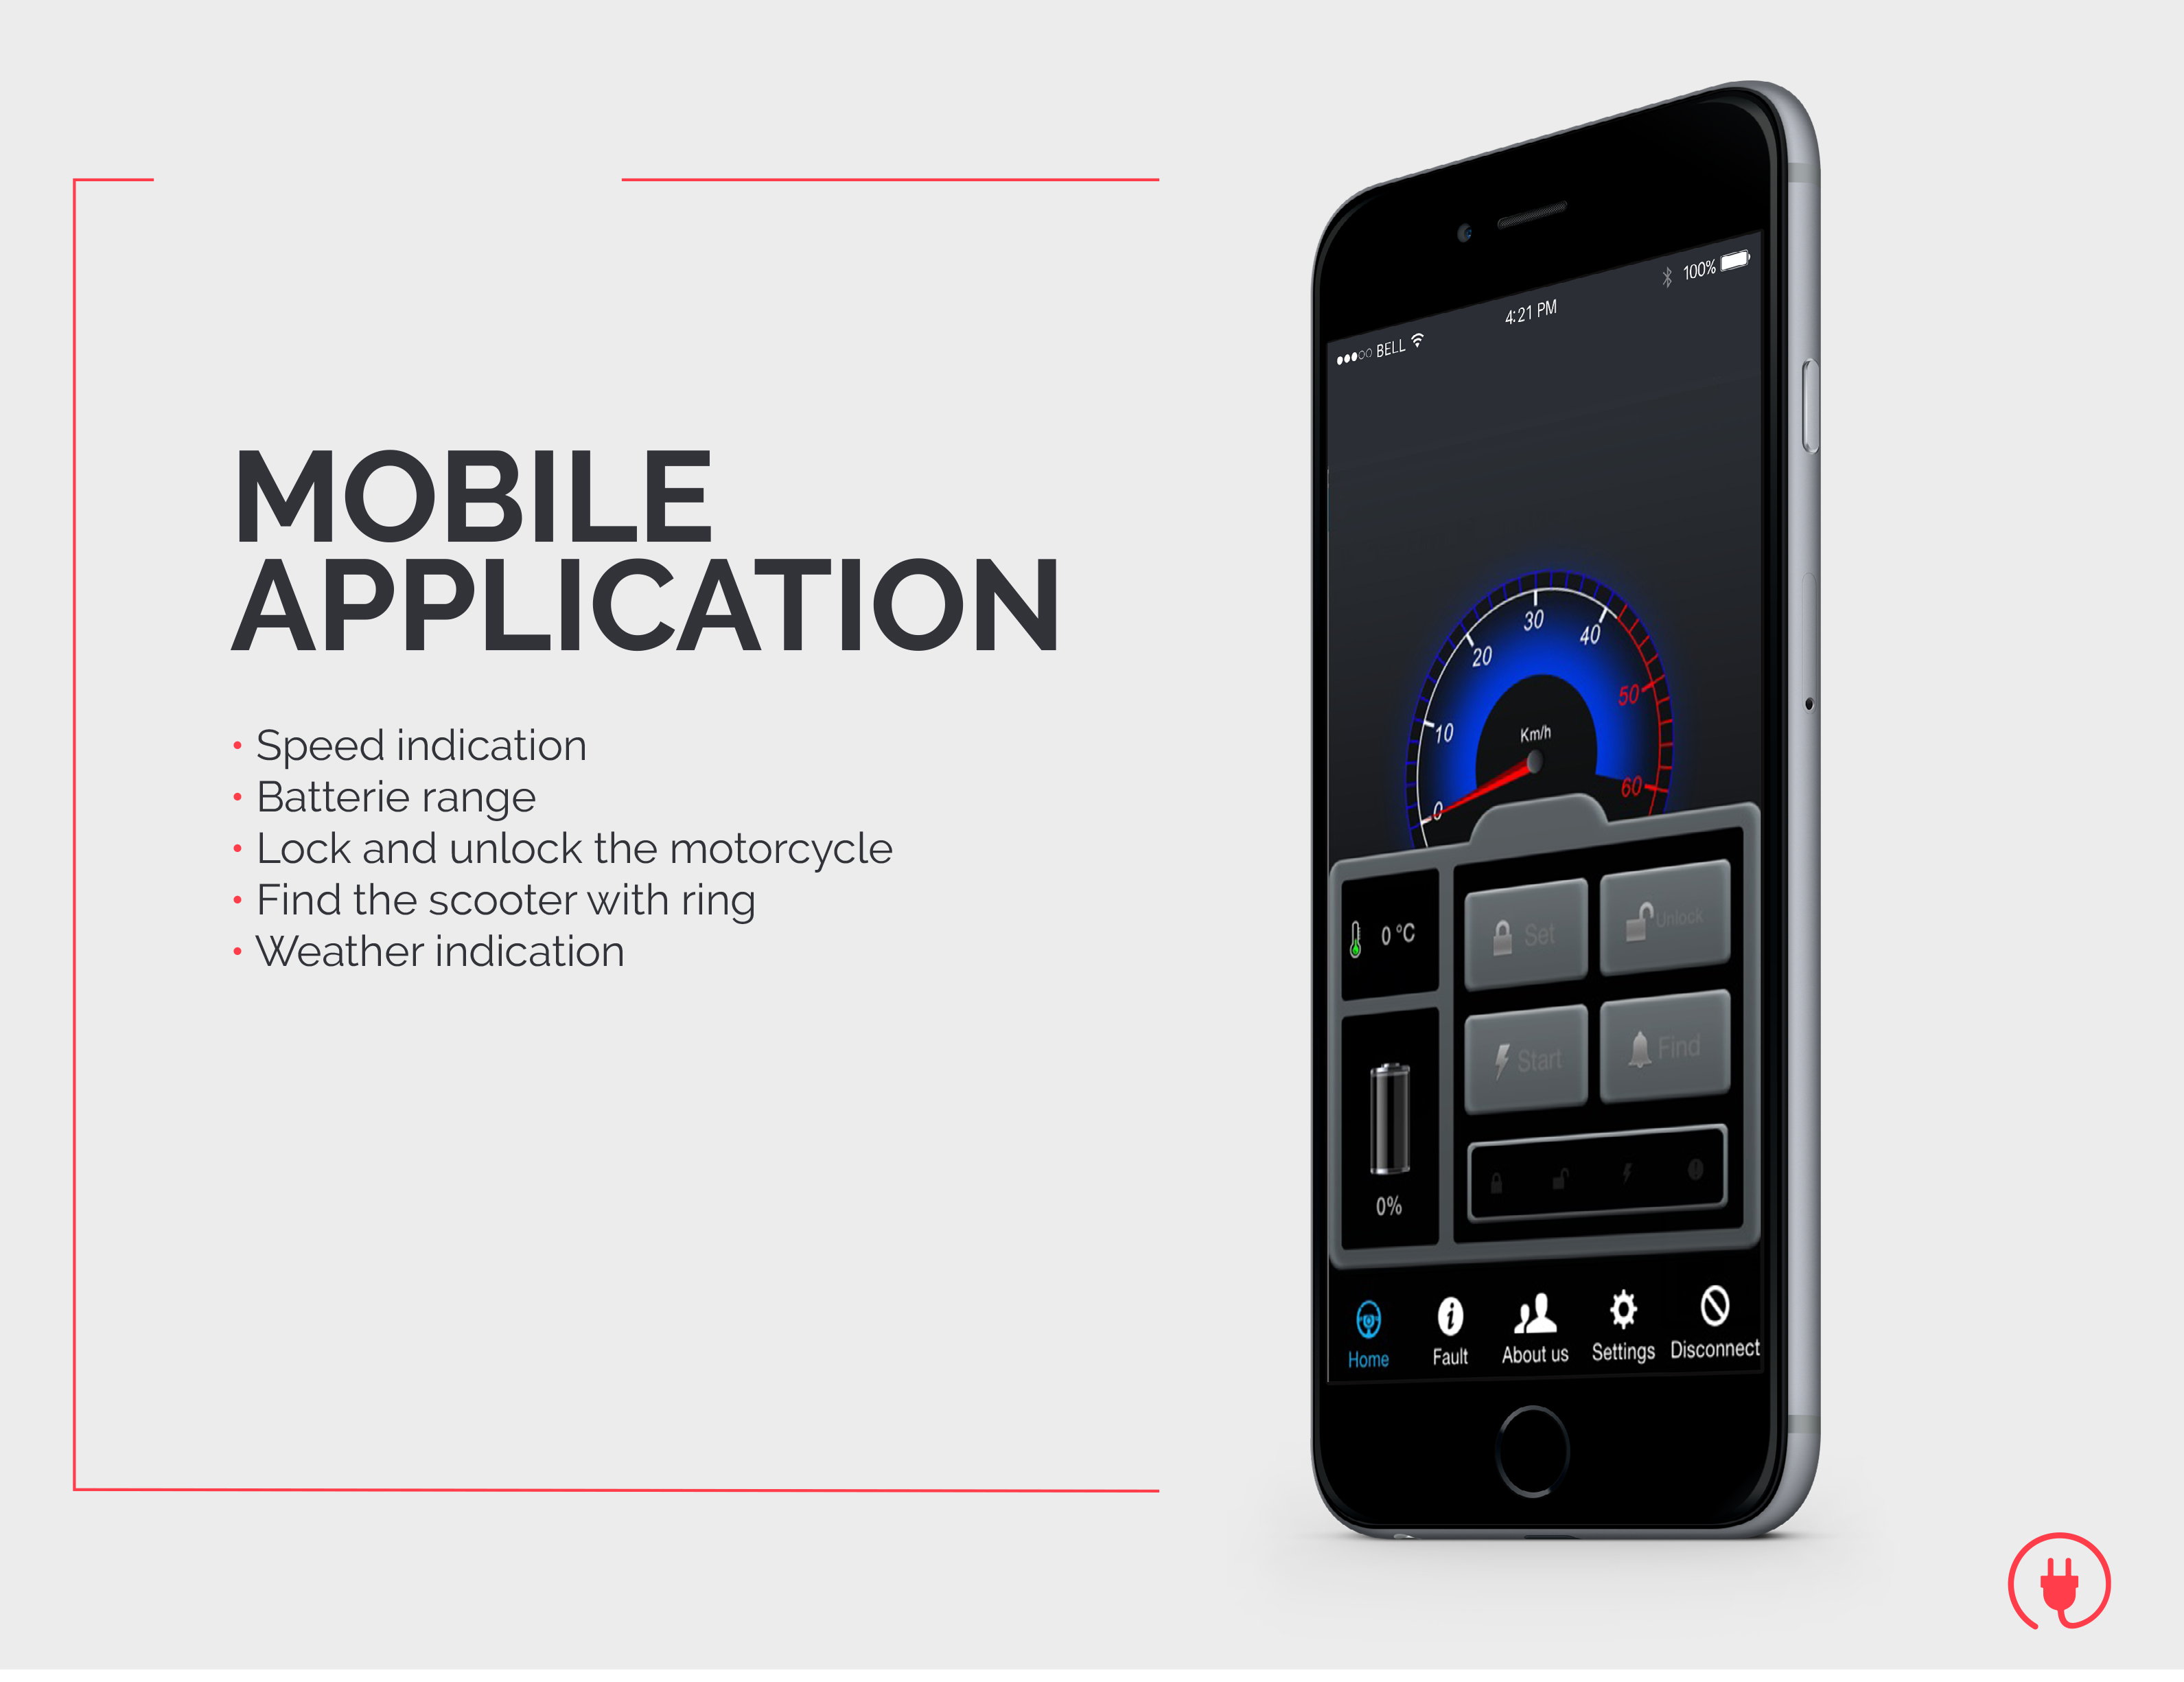 MOBILE
APPLICATION
• Speed indication
• Batterie range
• Lock and unlock the motorcycle
• Find the scooter with ring
• Weather indication
BELL
4:21 PM
100%
0
10
20
30
40
50
60
Km/h
0 °C
Set
Unlock
Start
Find
0%
Home
Fault
About us
Settings
Disconnect